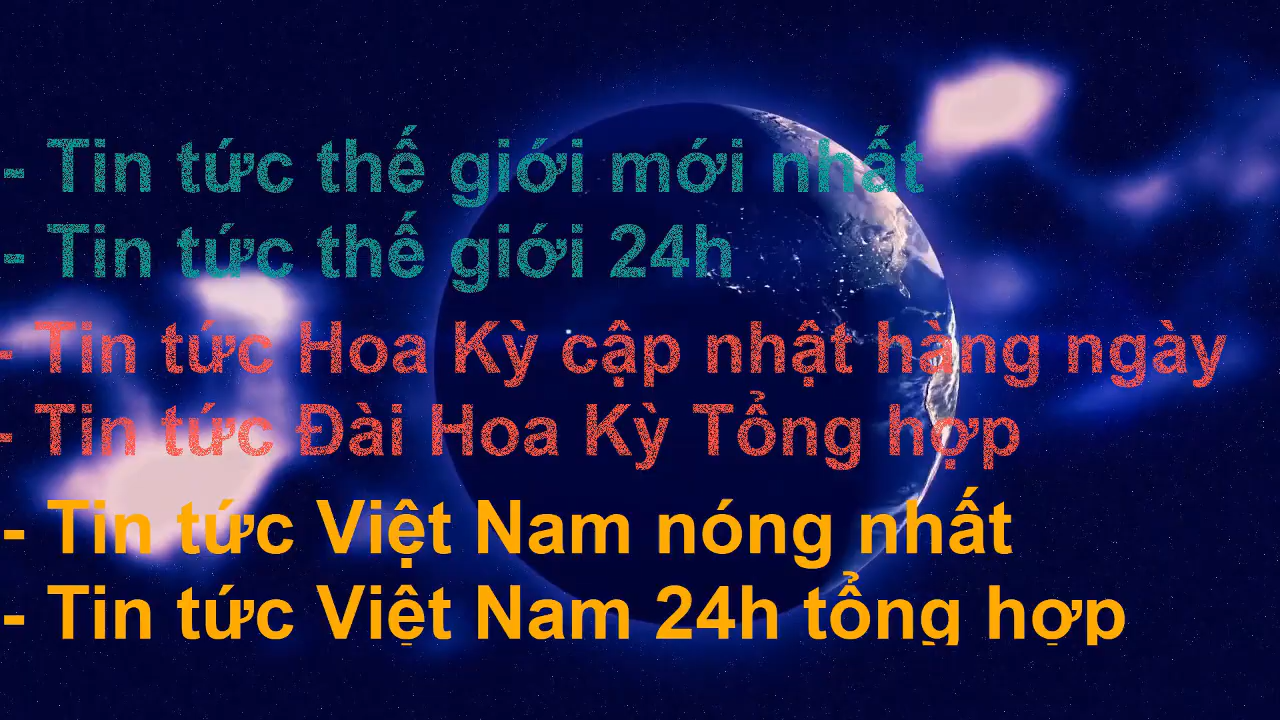 - Tin tức thế giới mới nhất
- Tin tức thế giới 24h
- Tin tức Hoa Kỳ cập nhật hàng ngày
- Tin tức Đài Hoa Kỳ Tổng hợp
- Tin tức Việt Nam nóng nhất
- Tin tức Việt Nam 24h tổng hợp